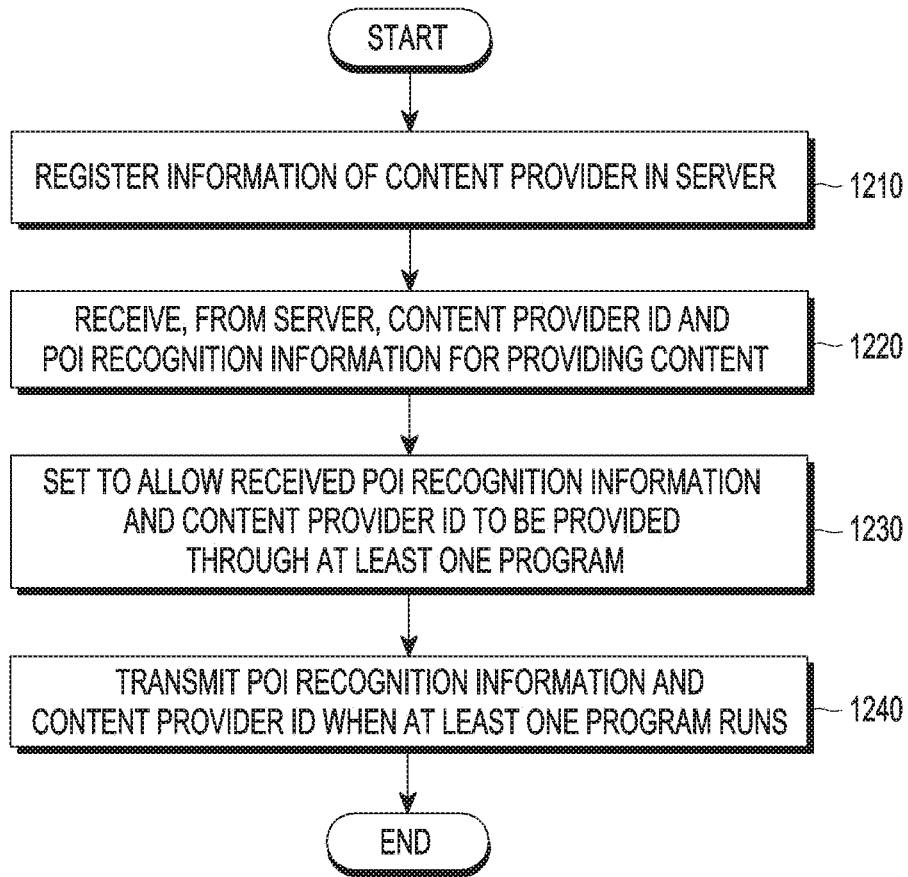 START
REGISTER INFORMATION OF CONTENT PROVIDER IN SERVER
1210
RECEIVE, FROM SERVER, CONTENT PROVIDER ID AND
POI RECOGNITION INFORMATION FOR PROVIDING CONTENT
1220
SET TO ALLOW RECEIVED POI RECOGNITION INFORMATION
AND CONTENT PROVIDER ID TO BE PROVIDED
THROUGH AT LEAST ONE PROGRAM
1230
TRANSMIT POI RECOGNITION INFORMATION AND
CONTENT PROVIDER ID WHEN AT LEAST ONE PROGRAM RUNS
1240
END